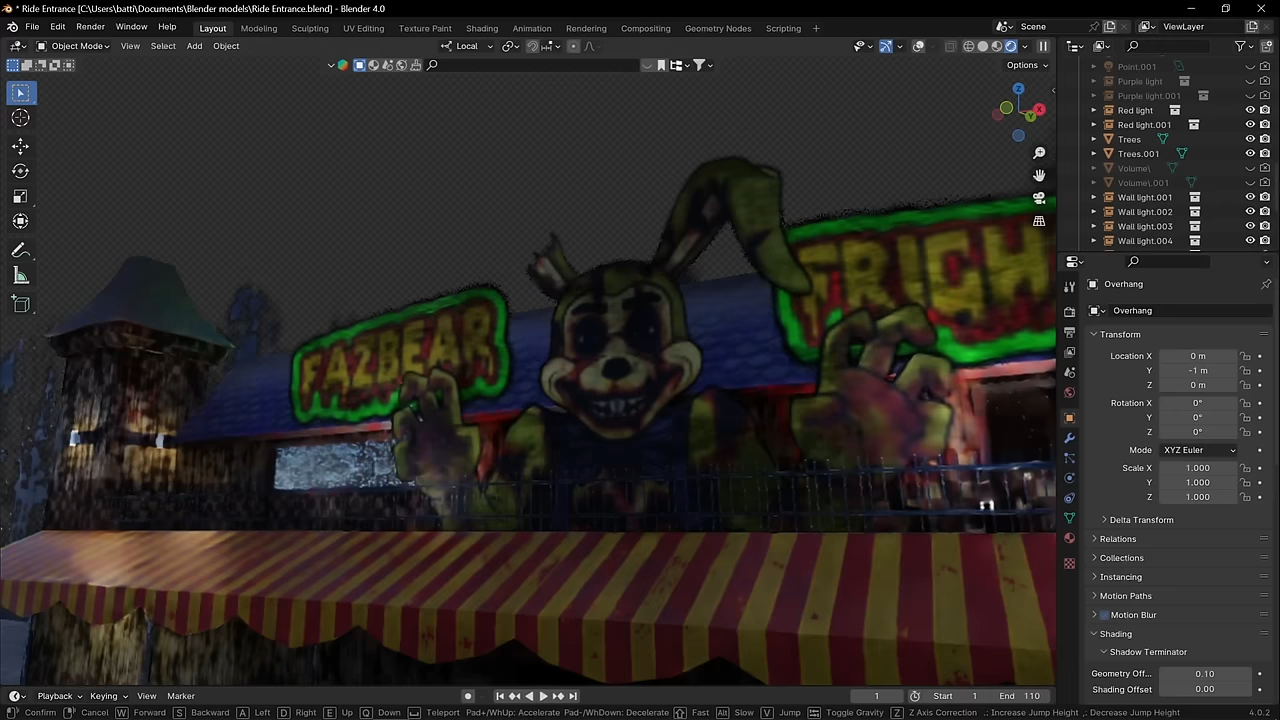 * Ride Entrance [C:\Users\batti\Documents\Blender models\Ride Entrance.blend] - Blender 4.0
File Edit Render Window Help Layout Modeling Sculpting UV Editing Texture Paint Shading Animation Rendering Compositing Geometry Nodes Scripting + Scene ViewLayer
Object Mode View Select Add Object Local
Options
Point.001
Purple light
Purple light.001
Red light
Red light.001
Trees
Trees.001
Volume\
Volume\.001
Wall light.001
Wall light.002
Wall light.003
Wall light.004
Z
X
Y
FAZBEAR
FRIGH
Overhang
Overhang
Transform
Location X 0 m
Y -1 m
Z 0 m
Rotation X 0°
Y 0°
Z 0°
Mode XYZ Euler
Scale X 1.000
Y 1.000
Z 1.000
Delta Transform
Relations
Collections
Instancing
Motion Paths
Motion Blur
Shading
Shadow Terminator
Geometry Off... 0.10
Shading Offset 0.00
Playback Keying View Marker 1 Start 1 End 110
Confirm Cancel W Forward S Backward A Left D Right E Up Q Down Teleport Pad+/WhUp: Accelerate Pad-/WhDown: Decelerate Fast Alt Slow V Jump Toggle Gravity Z Z Axis Correction .: Increase Jump Height ,: Decrease Jump Height 4.0.2